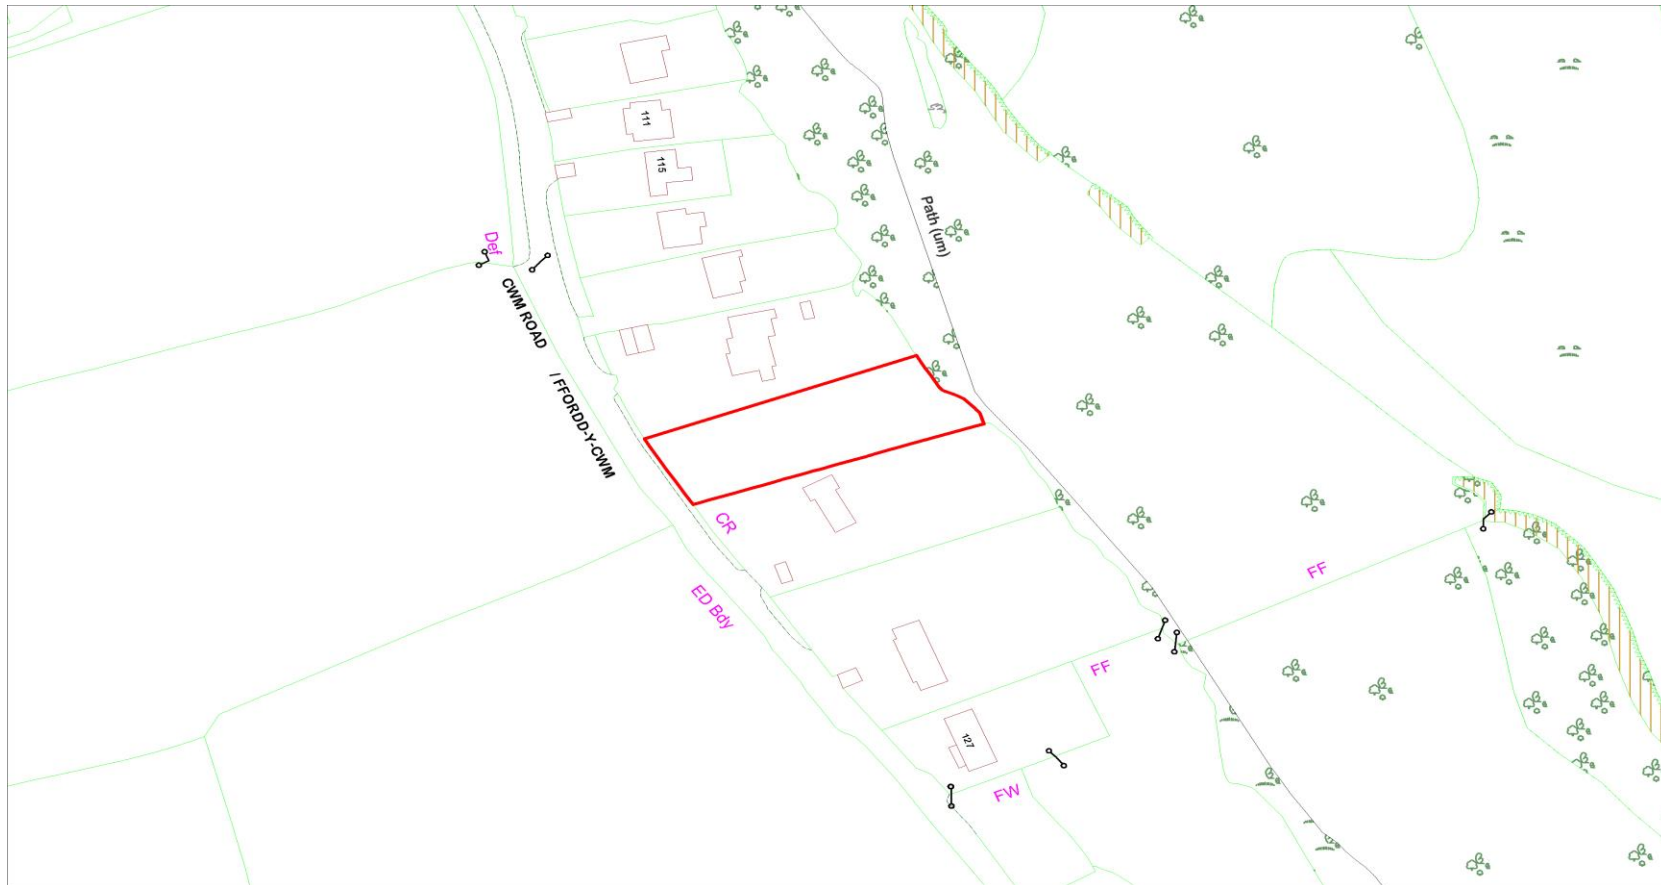 111
115
Path (um)
Def
CWM ROAD
/ FFORDD-Y-CWM
CR
ED Bdy
FF
FF
127
FW